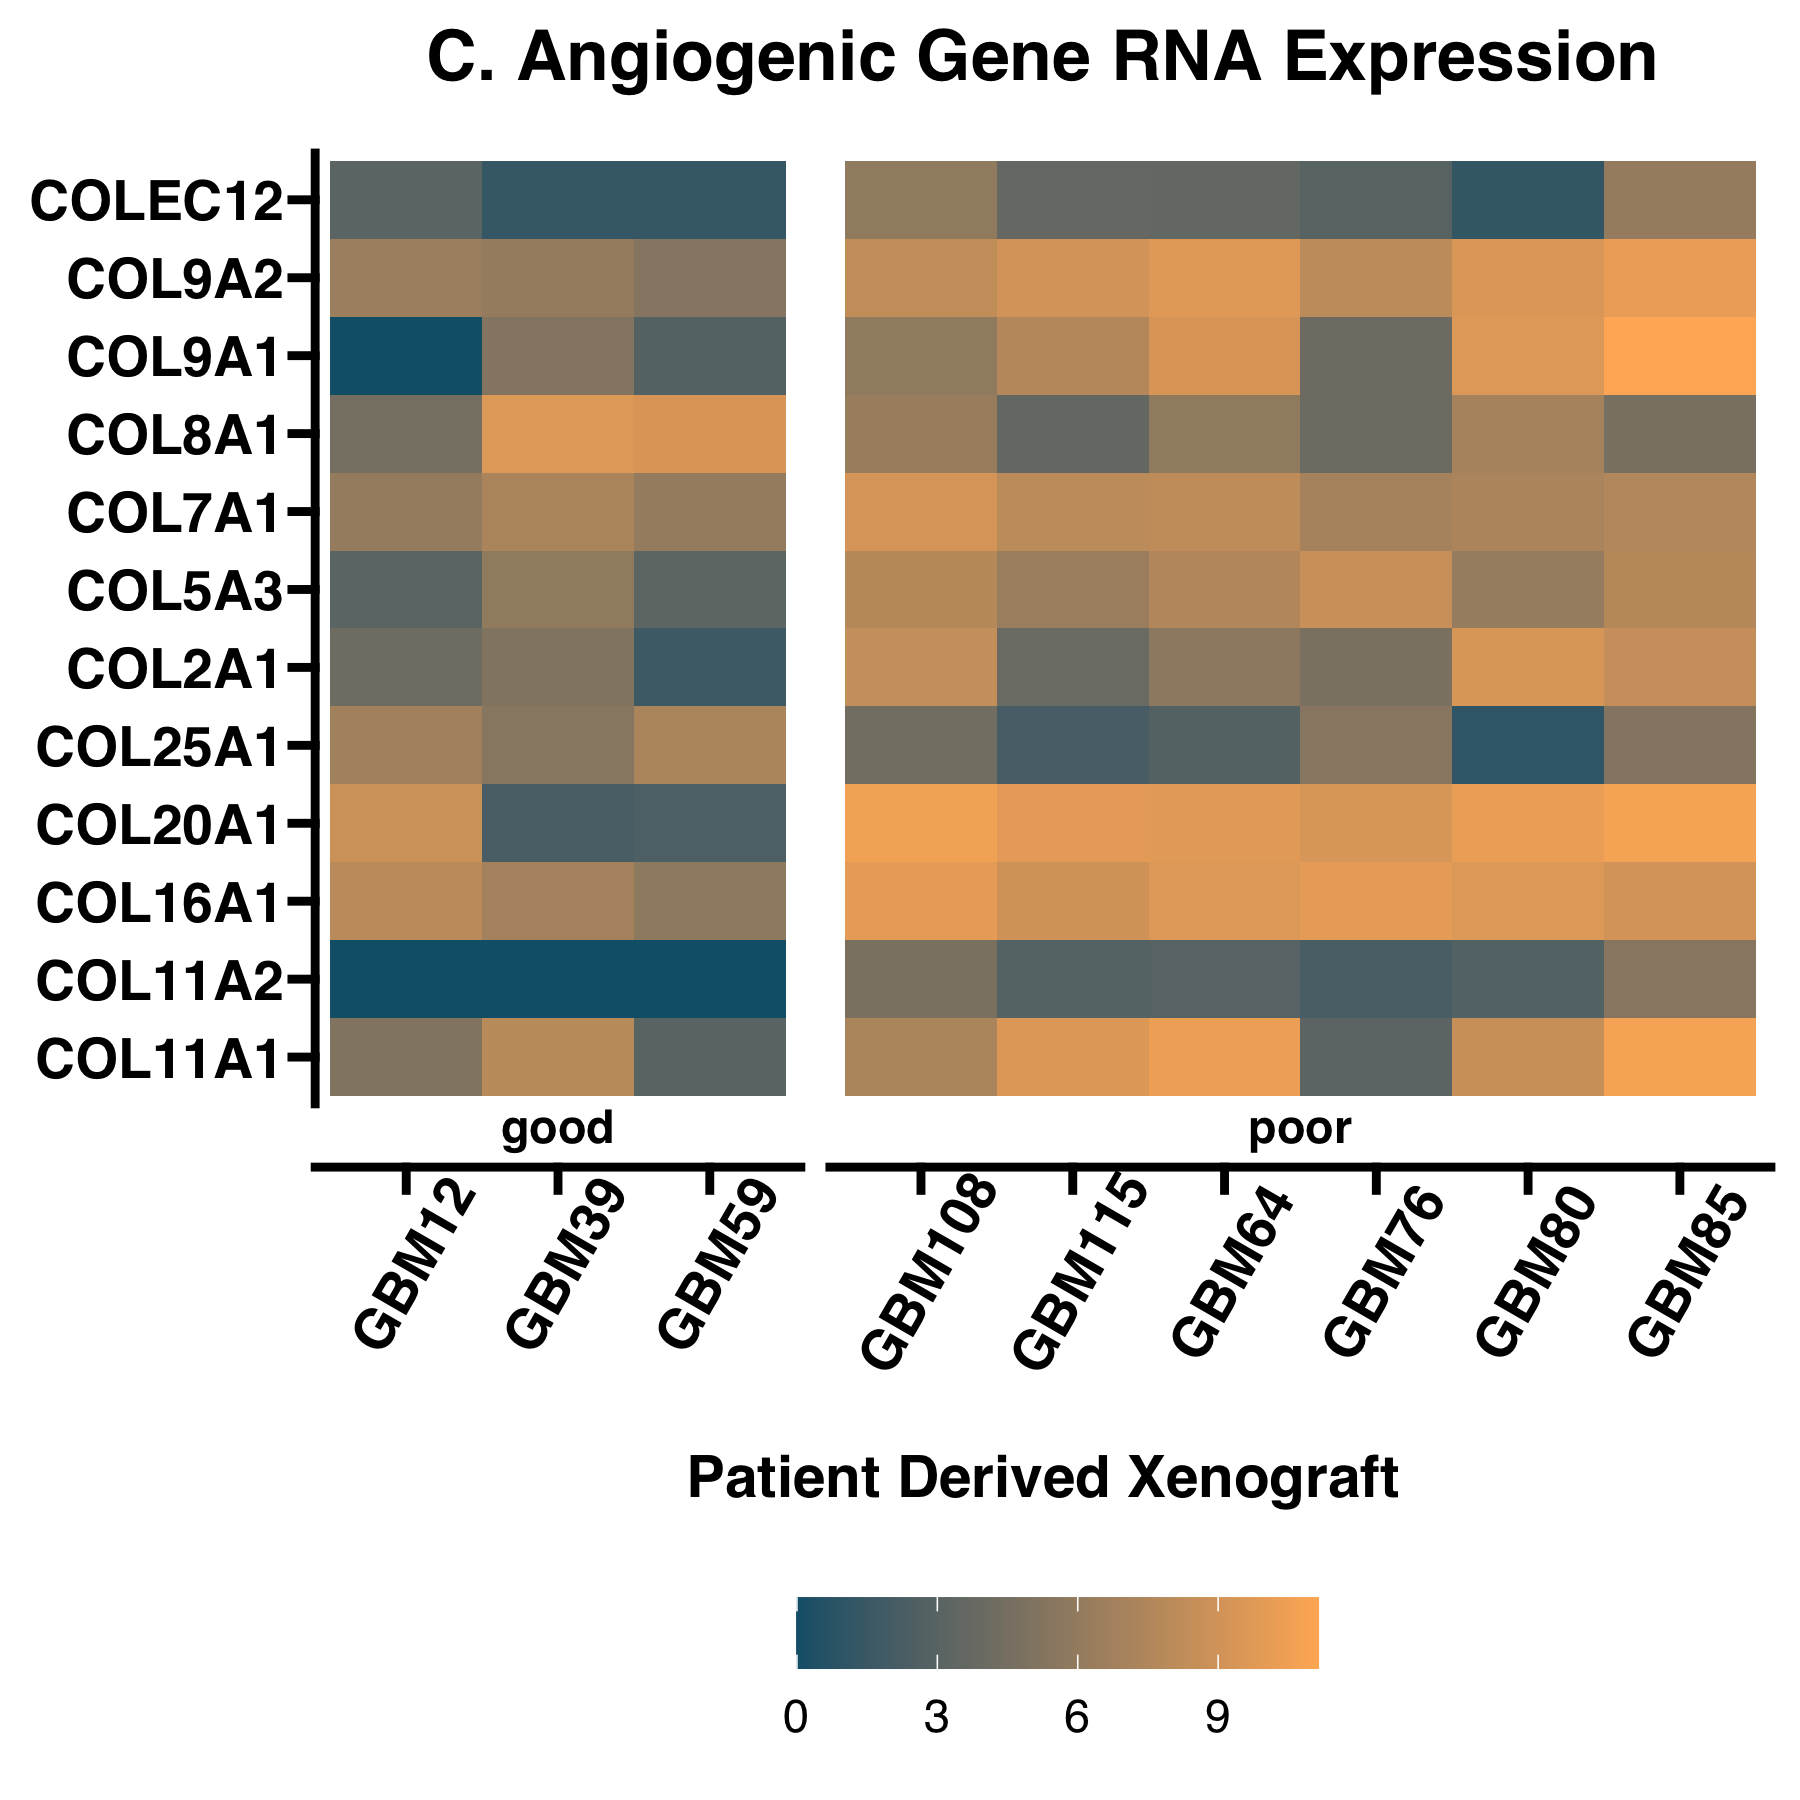 C. Angiogenic Gene RNA Expression
COLEC12
COL9A2
COL9A1
COL8A1
COL7A1
COL5A3
COL2A1
COL25A1
COL20A1
COL16A1
COL11A2
COL11A1
good poor
GBM12 GBM39 GBM59 GBM108 GBM115 GBM64 GBM76 GBM80 GBM85
Patient Derived Xenograft
0 3 6 9